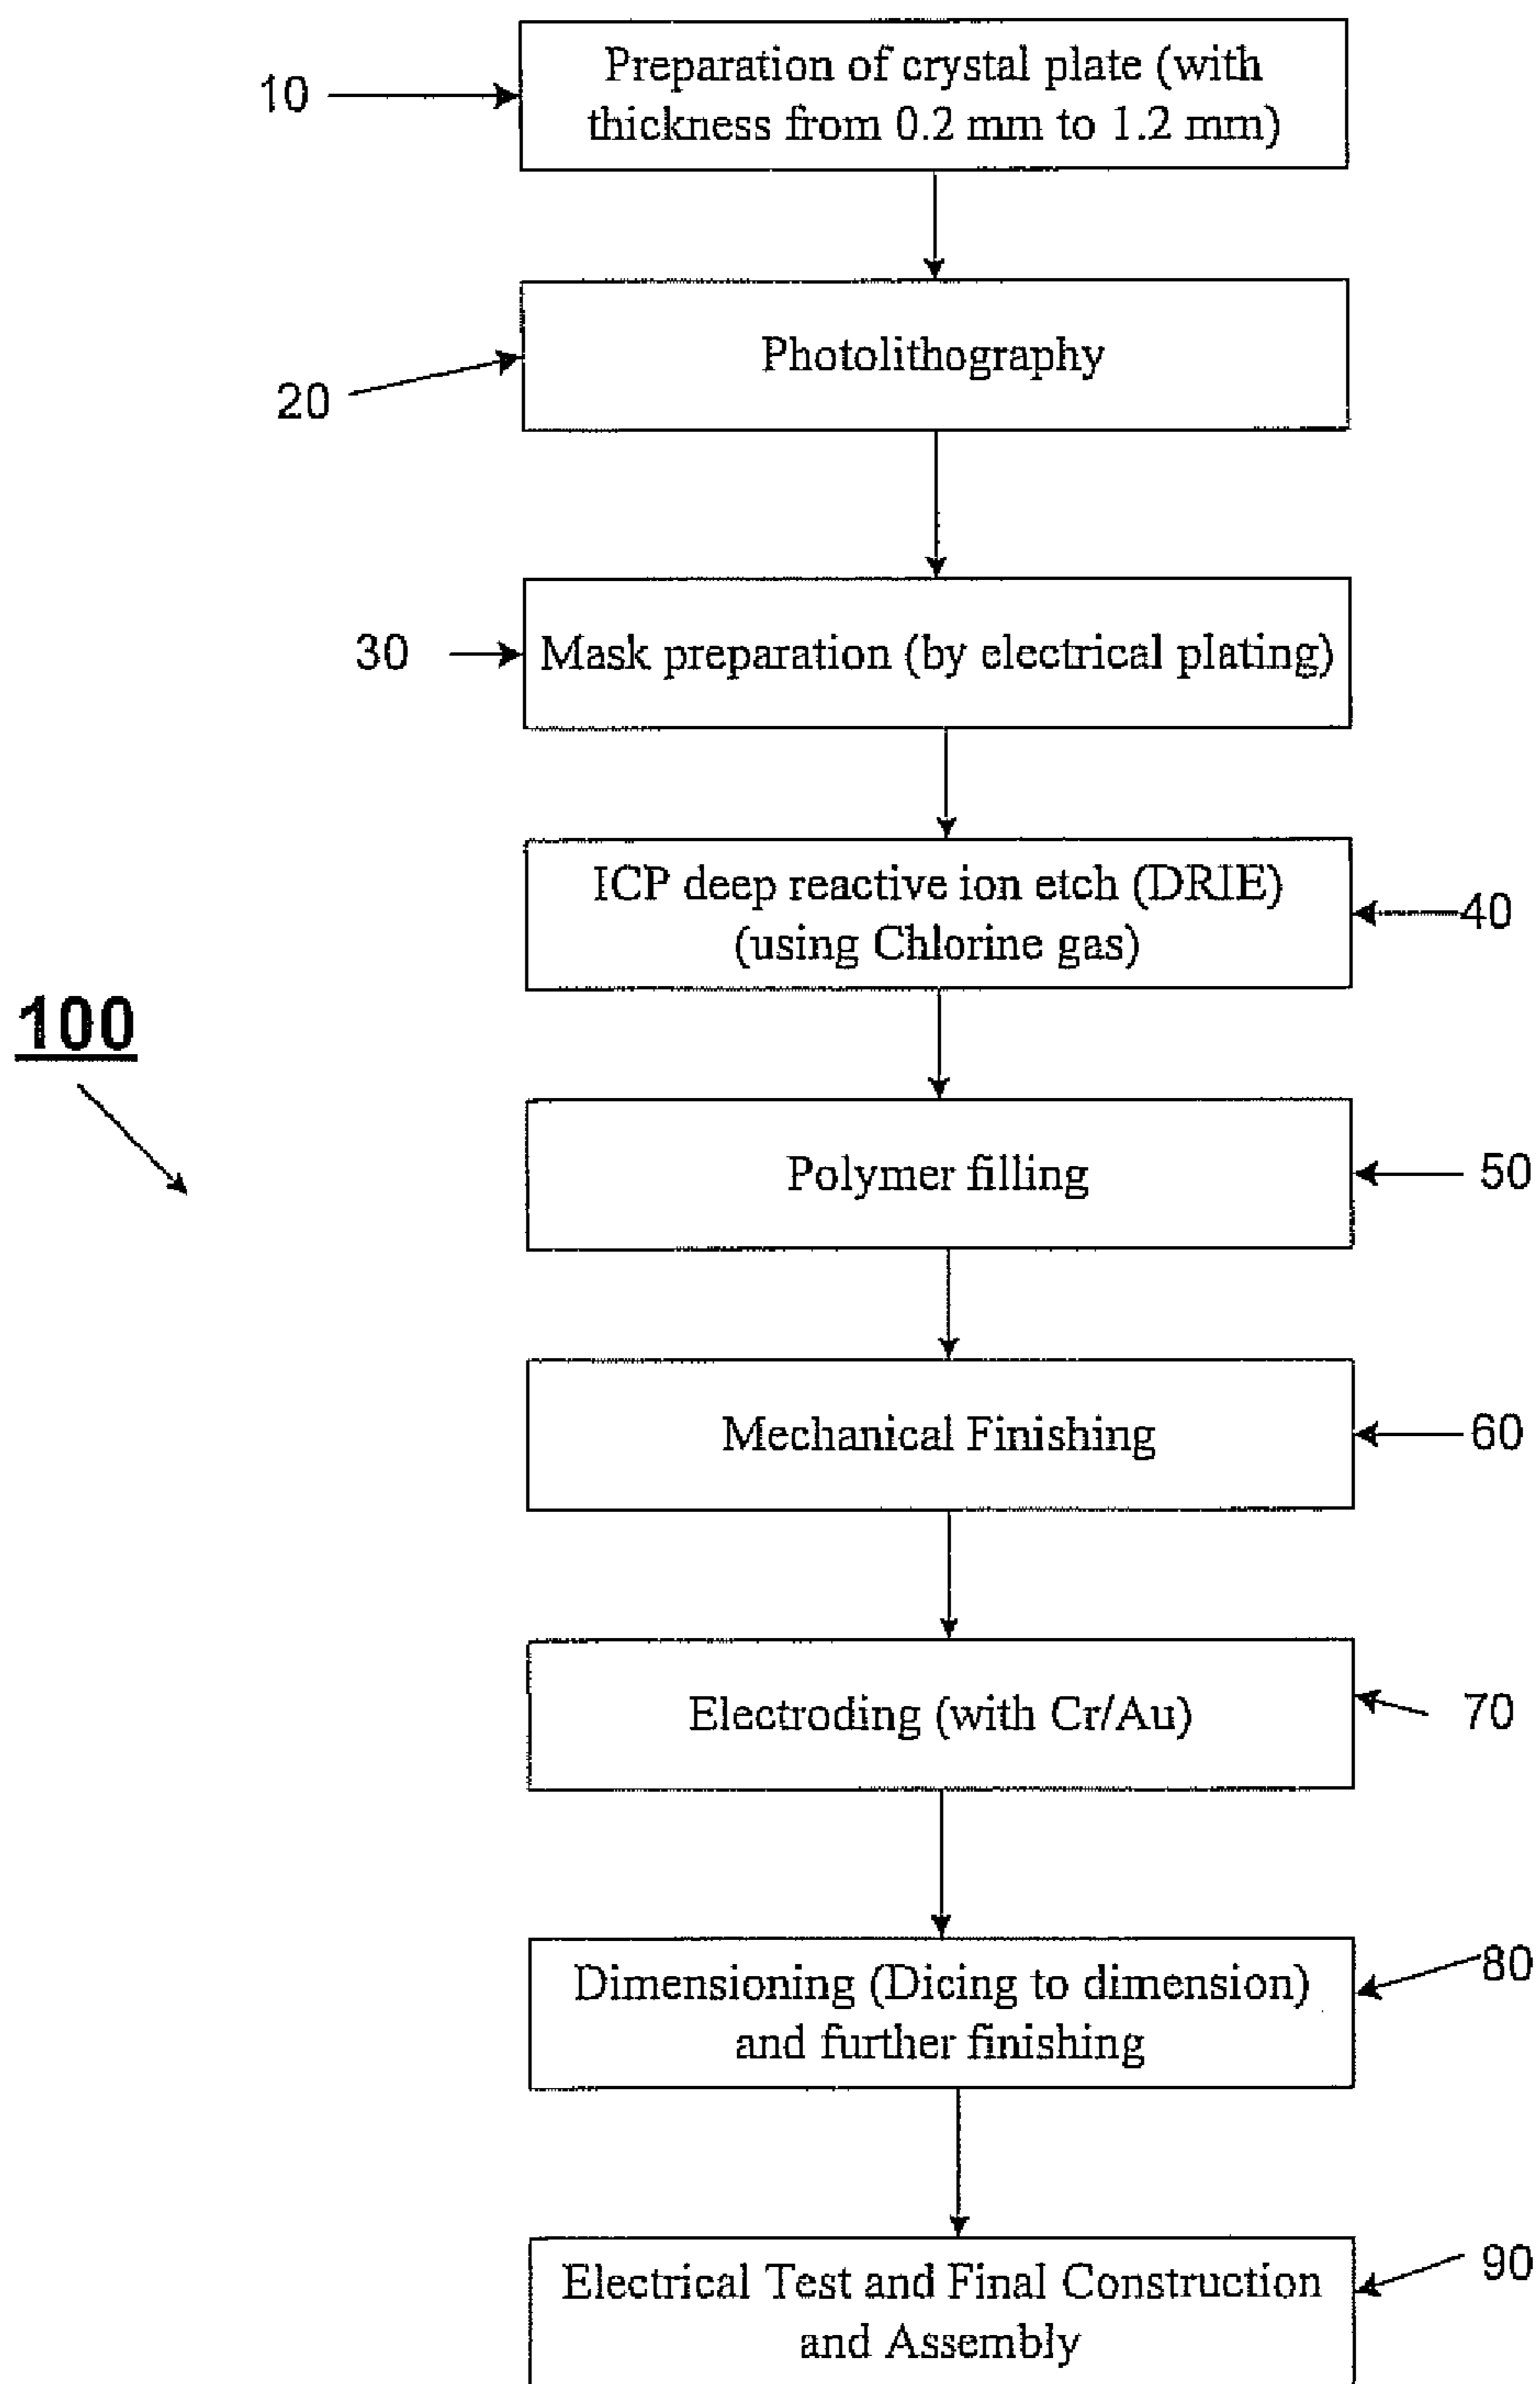 10
Preparation of crystal plate (with
thickness from 0.2 mm to 1.2 mm)
20
Photolithography
30
Mask preparation (by electrical plating)
ICP deep reactive ion etch (DRIE)
(using Chlorine gas)
40
100
Polymer filling
50
Mechanical Finishing
60
Electroding (with Cr/Au)
70
Dimensioning (Dicing to dimension)
and further finishing
80
Electrical Test and Final Construction
and Assembly
90